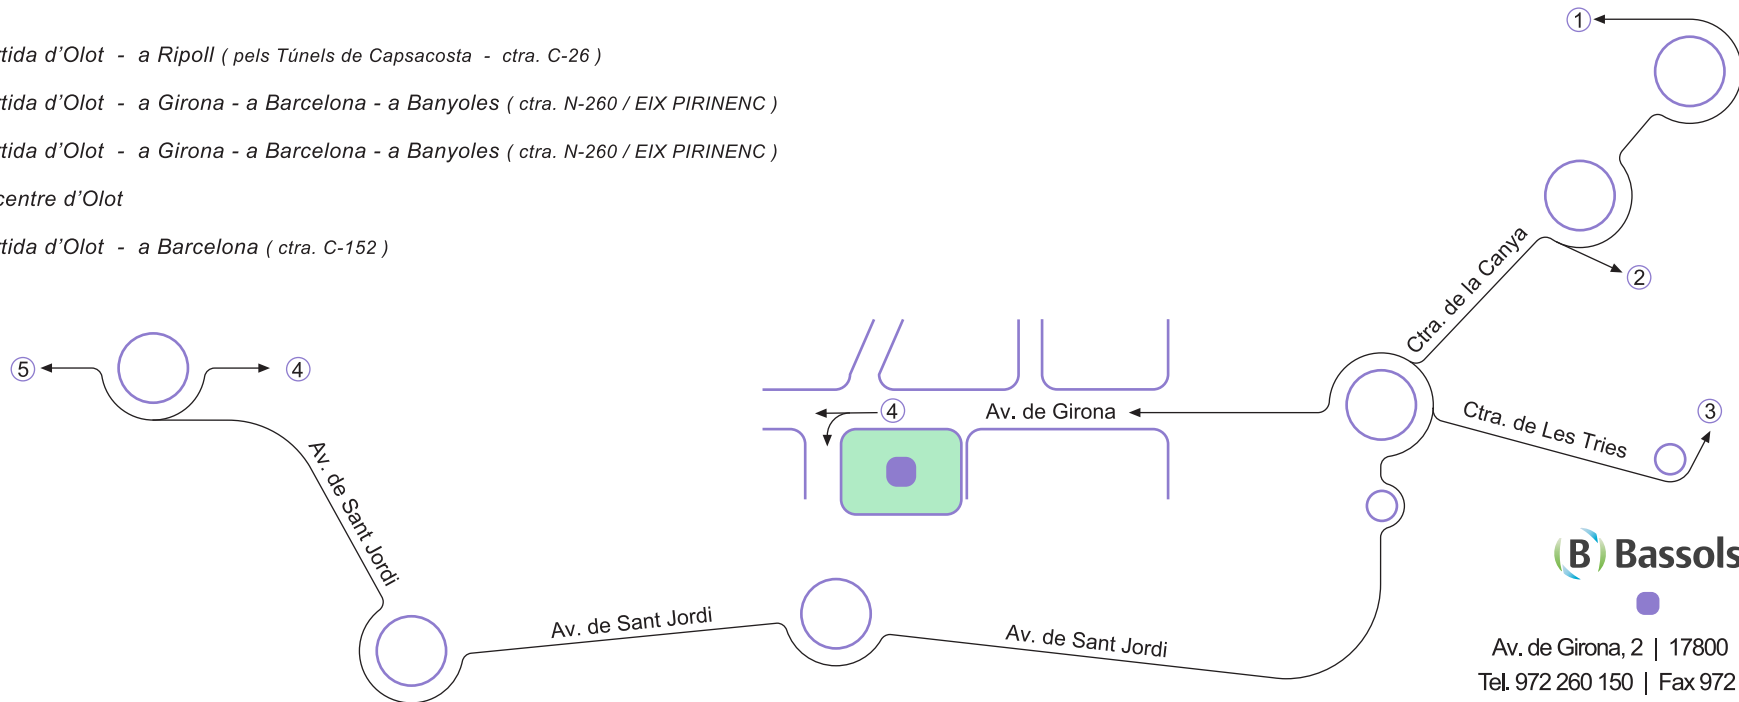 tida d’Olot - a Ripoll ( pels Túnels de Capsacosta - ctra. C-26 )
tida d’Olot - a Girona - a Barcelona - a Banyoles ( ctra. N-260 / EIX PIRINENC )
tida d’Olot - a Girona - a Barcelona - a Banyoles ( ctra. N-260 / EIX PIRINENC )
centre d’Olot
tida d’Olot - a Barcelona ( ctra. C-152 )
1
Ctra. de la Canya
2
5
4
4
Av. de Girona
Ctra. de Les Tries
3
Av. de Sant Jordi
Av. de Sant Jordi
Av. de Sant Jordi
B Bassols
Av. de Girona, 2 | 17800
Tel. 972 260 150 | Fax 972